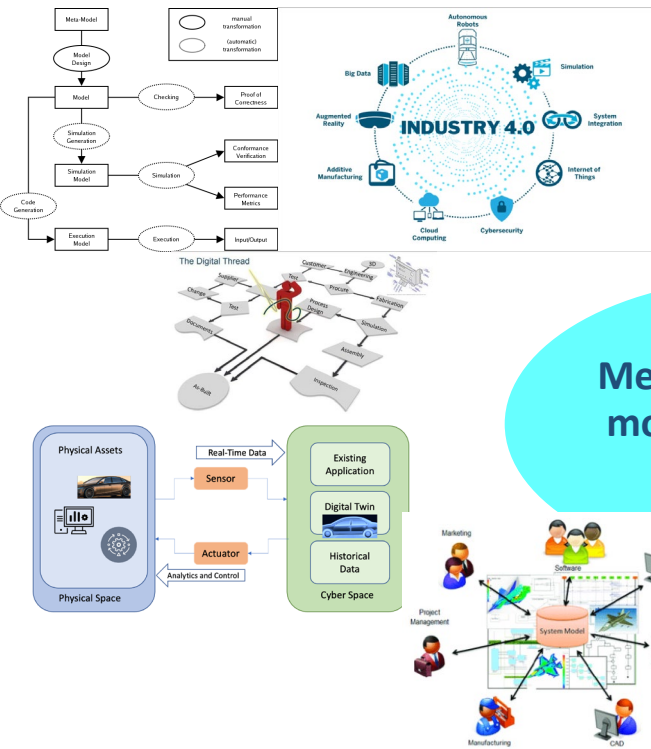 Meta-Model
manual
transformation
(automatic)
transformation
Model
Design
Model
Checking
Proof of
Correctness
Simulation
Generation
Simulation
Model
Simulation
Conformance
Verification
Performance
Metrics
Code
Generation
Execution
Model
Execution
Input/Output
Autonomous
Robots
Big Data
Simulation
Augmented
Reality
INDUSTRY 4.0
System
Integration
Additive
Manufacturing
Internet of
Things
Cloud
Computing
Cybersecurity
The Digital Thread
Customer
3D
Engineering
Supplier
Test
Procure
Change
Fabrication
Test
Process
Design
Simulation
Documents
Assembly
As-Built
Inspection
Me
mo
Physical Assets
Real-Time Data
Sensor
Existing
Application
Digital Twin
Actuator
Historical
Data
Analytics and Control
Physical Space
Cyber Space
Marketing
Software
Project
Management
System Model
Manufacturing
CAD